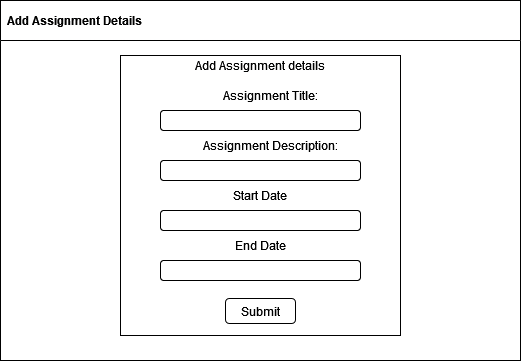 Add Assignment Details
Add Assignment details
Assignment Title:
Assignment Description:
Start Date
End Date
Submit